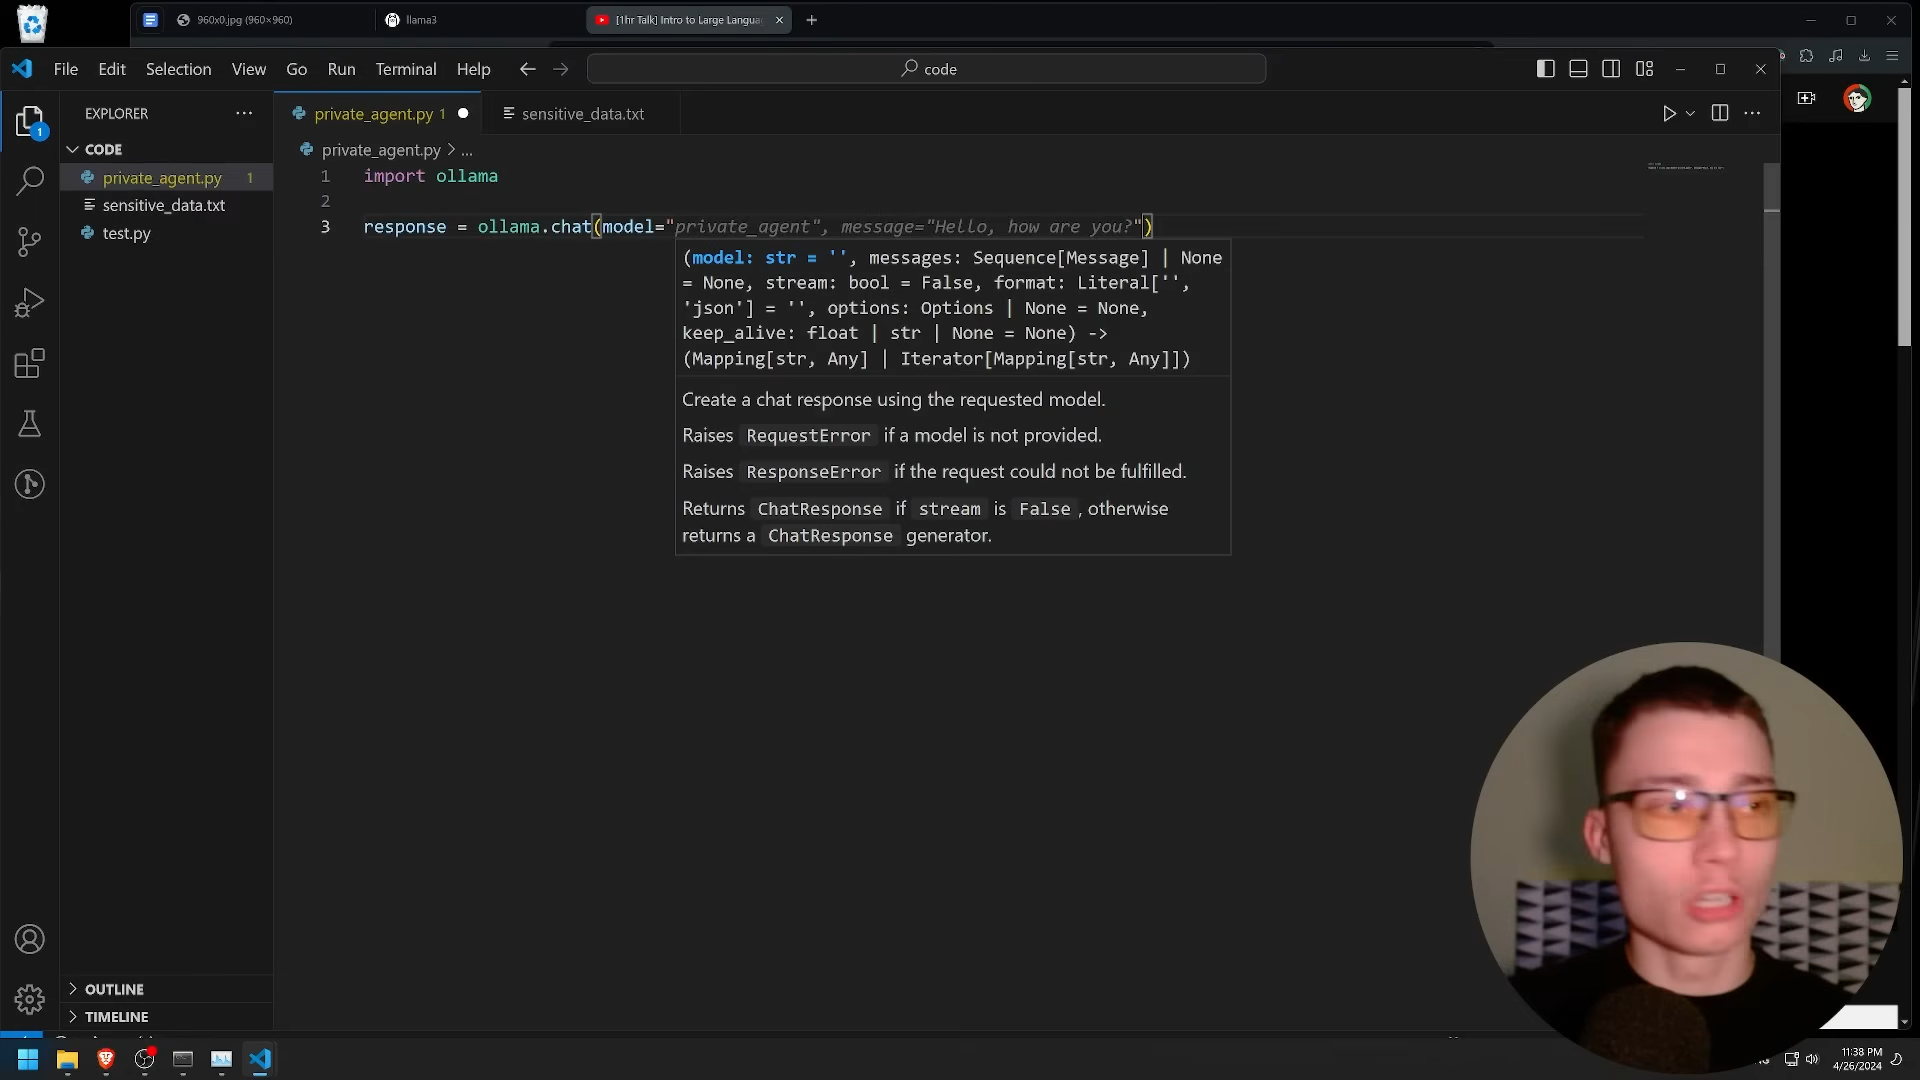 960x0.jpg (960×960)
llama3
[1hr Talk] Intro to Large Langua
File Edit Selection View Go Run Terminal Help
code
EXPLORER
private_agent.py 1
sensitive_data.txt
CODE
private_agent.py 1
sensitive_data.txt
test.py
1
private_agent.py > ...
1 import ollama
2
3 response = ollama.chat(model="private_agent", message="Hello, how are you?")
(model: str = '', messages: Sequence[Message] | None
= None, stream: bool = False, format: Literal['',
'json'] = '', options: Options | None = None,
keep_alive: float | str | None = None) ->
(Mapping[str, Any] | Iterator[Mapping[str, Any]])
Create a chat response using the requested model.
Raises RequestError if a model is not provided.
Raises ResponseError if the request could not be fulfilled.
Returns ChatResponse if stream is False, otherwise
returns a ChatResponse generator.
OUTLINE
TIMELINE
11:38 PM
4/26/2024